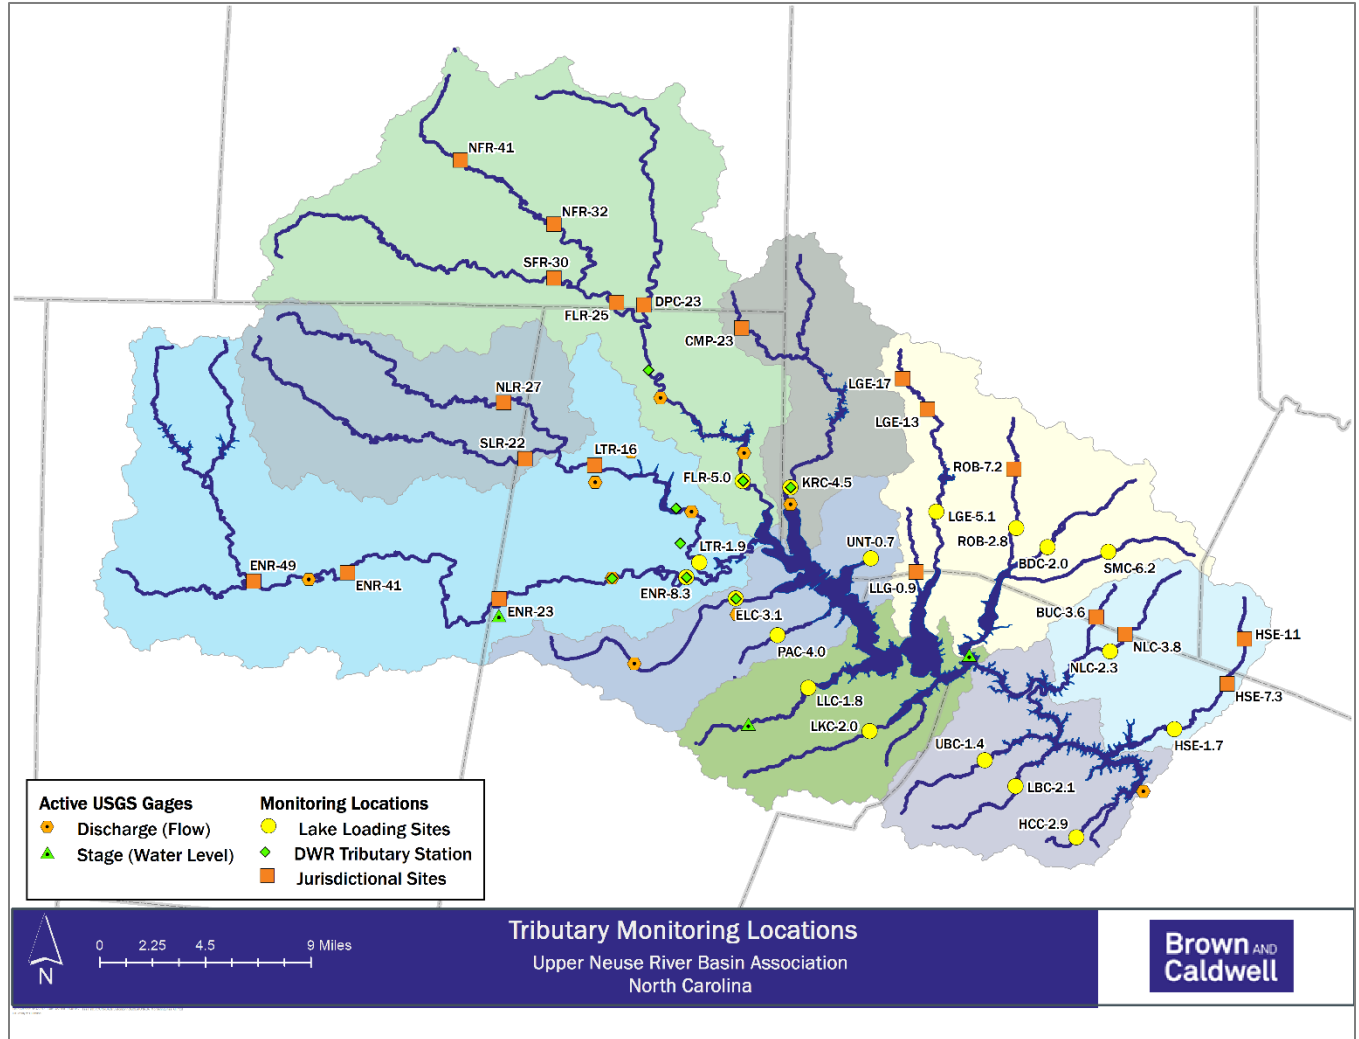 NFR-41
NFR-32
SFR-30
FLR-25
DPC-23
CMP-23
LGE-17
LGE-13
NLR-27
SLR-22
LTR-16
ROB-7.2
FLR-5.0
KRC-4.5
LGE-5.1
ROB-2.8
UNT-0.7
LTR-1.9
BDC-2.0
SMC-6.2
ENR-49
ENR-41
ENR-8.3
LLG-0.9
ENR-23
ELC-3.1
BUC-3.6
PAC-4.0
NLC-3.8
HSE-11
NLC-2.3
LLC-1.8
HSE-7.3
LKC-2.0
UBC-1.4
HSE-1.7
LBC-2.1
HCC-2.9
Active USGS Gages
Discharge (Flow)
Stage (Water Level)
Monitoring Locations
Lake Loading Sites
DWR Tributary Station
Jurisdictional Sites
N
0 2.25 4.5 9 Miles
Tributary Monitoring Locations
Upper Neuse River Basin Association
North Carolina
Brown AND
Caldwell